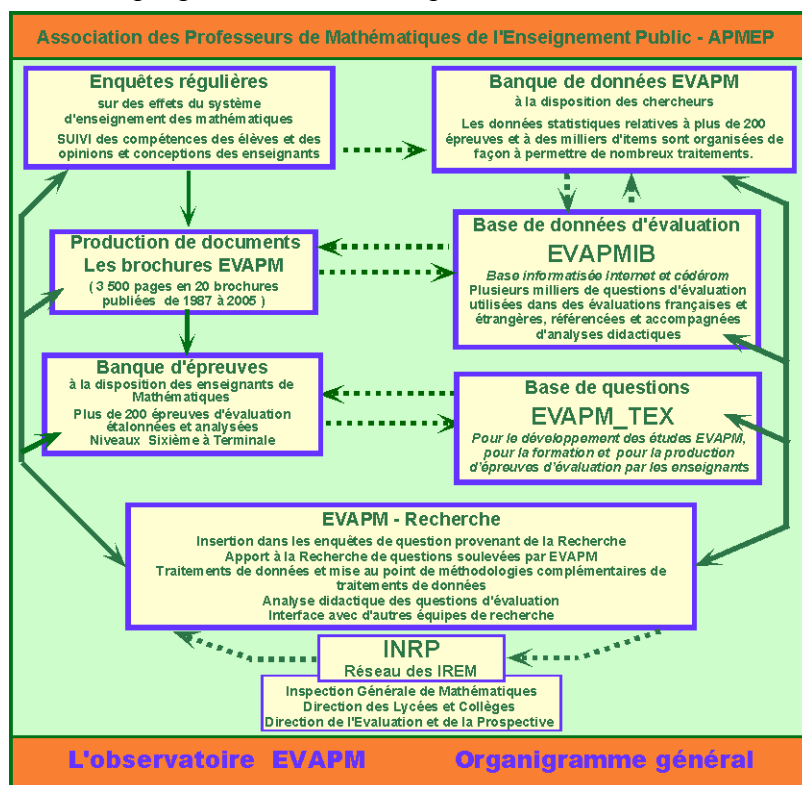 Association des Professeurs de Mathématiques de l'Enseignement Public - APMEP
Enquêtes régulières
sur des effets du système
d'enseignement des mathématiques
SUIVI des compétences des élèves et des
opinions et conceptions des enseignants
Banque de données EVAPM
à la disposition des chercheurs
Les données statistiques relatives à plus de 200
épreuves et à des milliers d'items sont organisées de
façon à permettre de nombreux traitements.
Production de documents
Les brochures EVAPM
( 3 500 pages en 20 brochures
publiées de 1987 à 2005 )
Base de données d'évaluation
EVAPMIB
Base informatisée Internet et cédérom
Plusieurs milliers de questions d'évaluation
utilisées dans des évaluations françaises et
étrangères, référencées et accompagnées
d'analyses didactiques
Banque d'épreuves
à la disposition des enseignants de
Mathématiques
Plus de 200 épreuves d'évaluation
étalonnées et analysées
Niveaux Sixième à Terminale
Base de questions
EVAPM_TEX
Pour le développement des études EVAPM,
pour la formation et pour la production
d'épreuves d'évaluation par les enseignants
EVAPM - Recherche
Insertion dans les enquêtes de question provenant de la Recherche
Apport à la Recherche de questions soulevées par EVAPM
Traitements de données et mise au point de méthodologies complémentaires de
traitements de données
Analyse didactique des questions d'évaluation
Interface avec d'autres équipes de recherche
INRP
Réseau des IREM
Inspection Générale de Mathématiques
Direction des Lycées et Collèges
Direction de l'Evaluation et de la Prospective
L'observatoire EVAPM Organigramme général